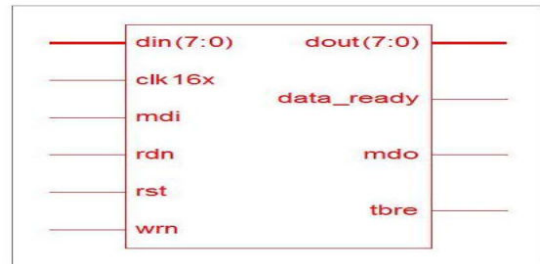 din(7:0) dout(7:0)
clk16x
data_ready
mdi
rdn mdo
rst
tbre
wrn